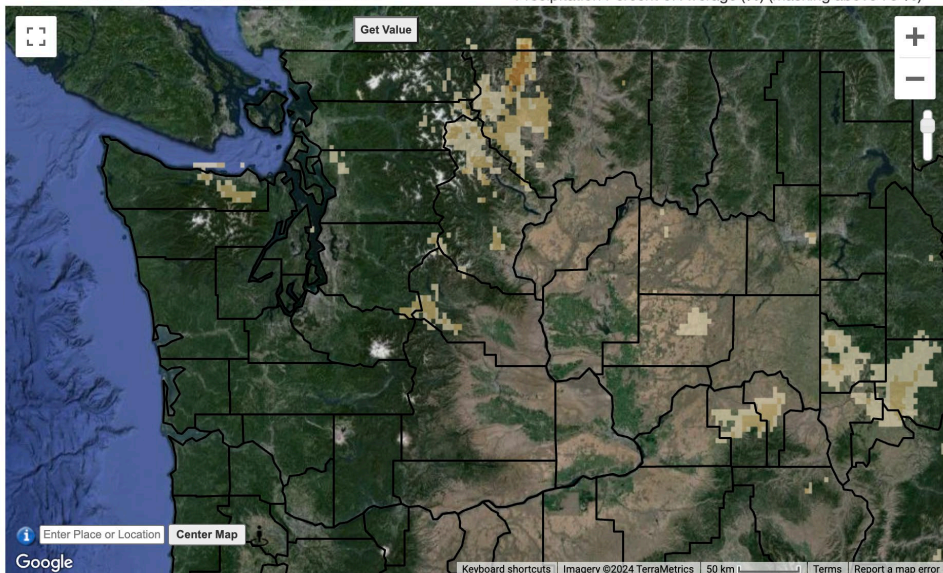 Get Value
Enter Place or Location
Center Map
Google
Keyboard shortcuts
Imagery ©2024 TerraMetrics
50 km
Terms
Report a map error